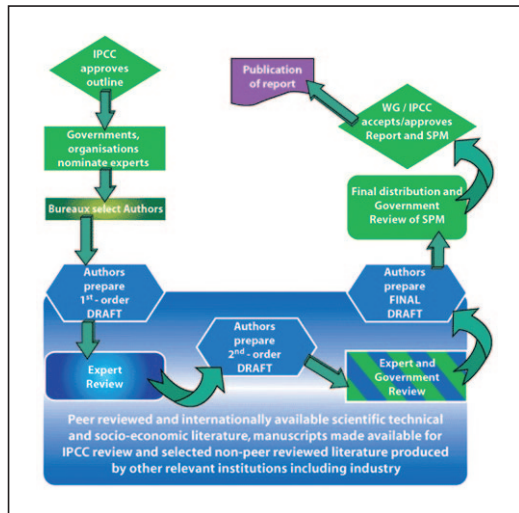 IPCC
approves
outline
Governments,
organisations
nominate experts
Bureaux select Authors
Authors
prepare
1st - order
DRAFT
Expert
Review
Authors
prepare
2nd - order
DRAFT
Expert and
Government
Review
Authors
prepare
FINAL
DRAFT
Final distribution and
Government
Review of SPM
WG / IPCC
accepts/approves
Report and SPM
Publication
of report
Peer reviewed and internationally available scientific technical
and socio-economic literature, manuscripts made available for
IPCC review and selected non-peer reviewed literature produced
by other relevant institutions including industry